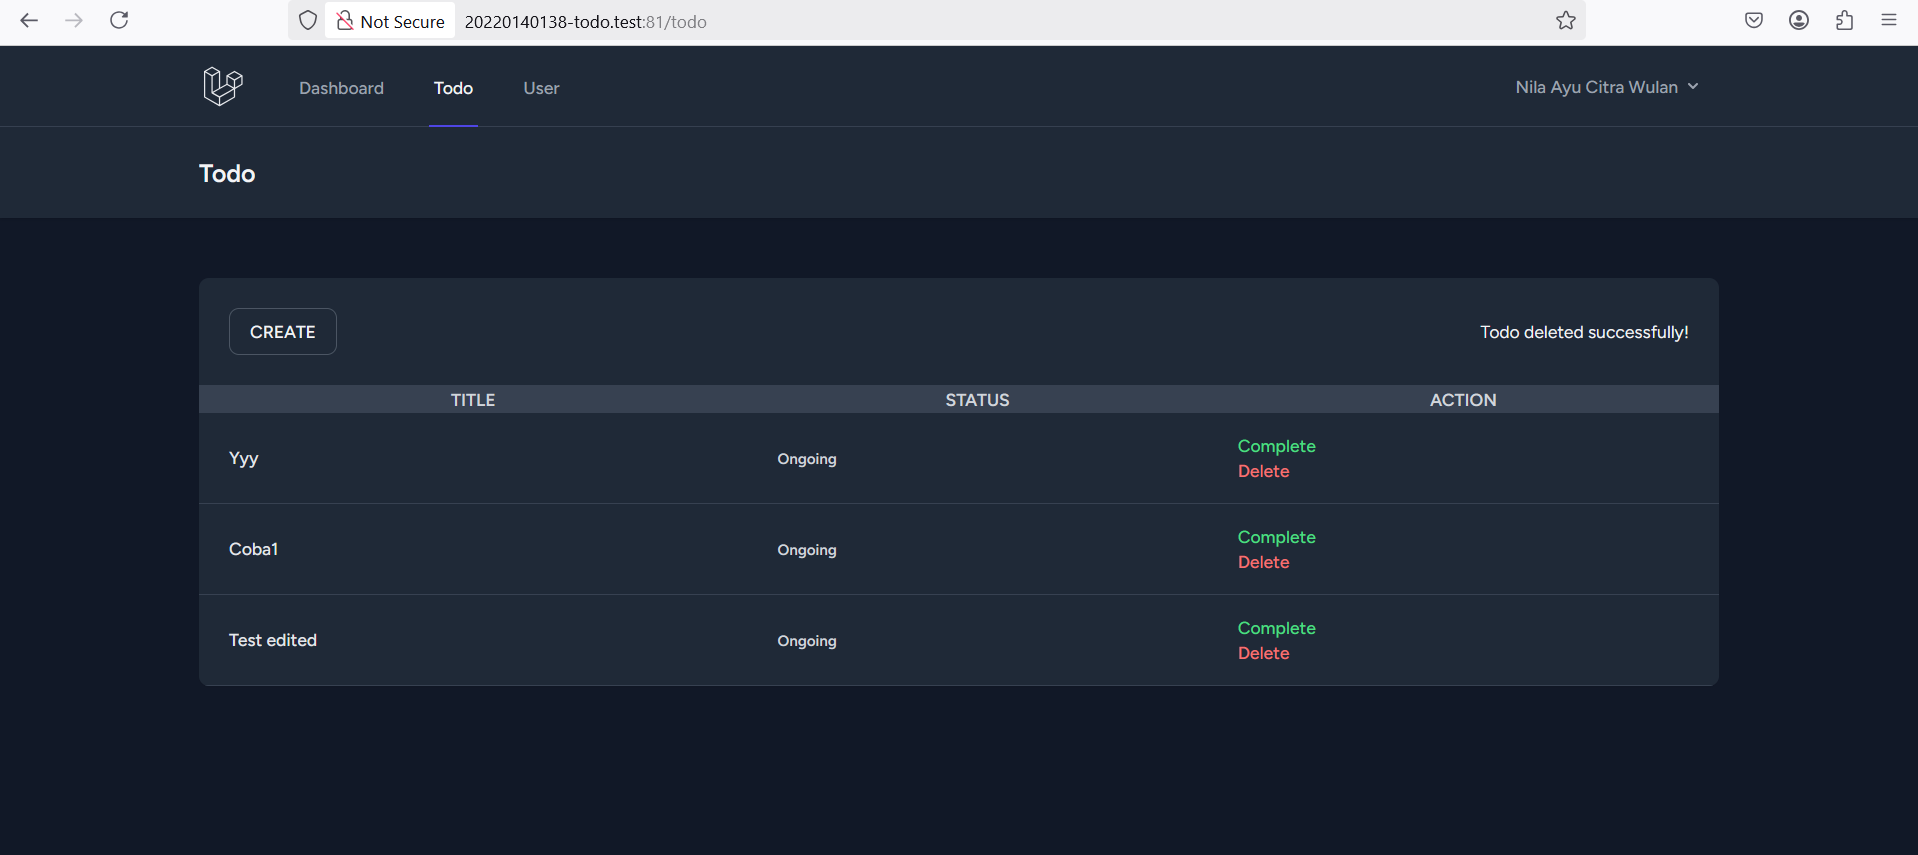 Not Secure 20220140138-todo.test:81/todo
Dashboard Todo User Nila Ayu Citra Wulan
Todo
CREATE Todo deleted successfully!
TITLE STATUS ACTION
Yyy Ongoing Complete
Delete
Coba1 Ongoing Complete
Delete
Test edited Ongoing Complete
Delete